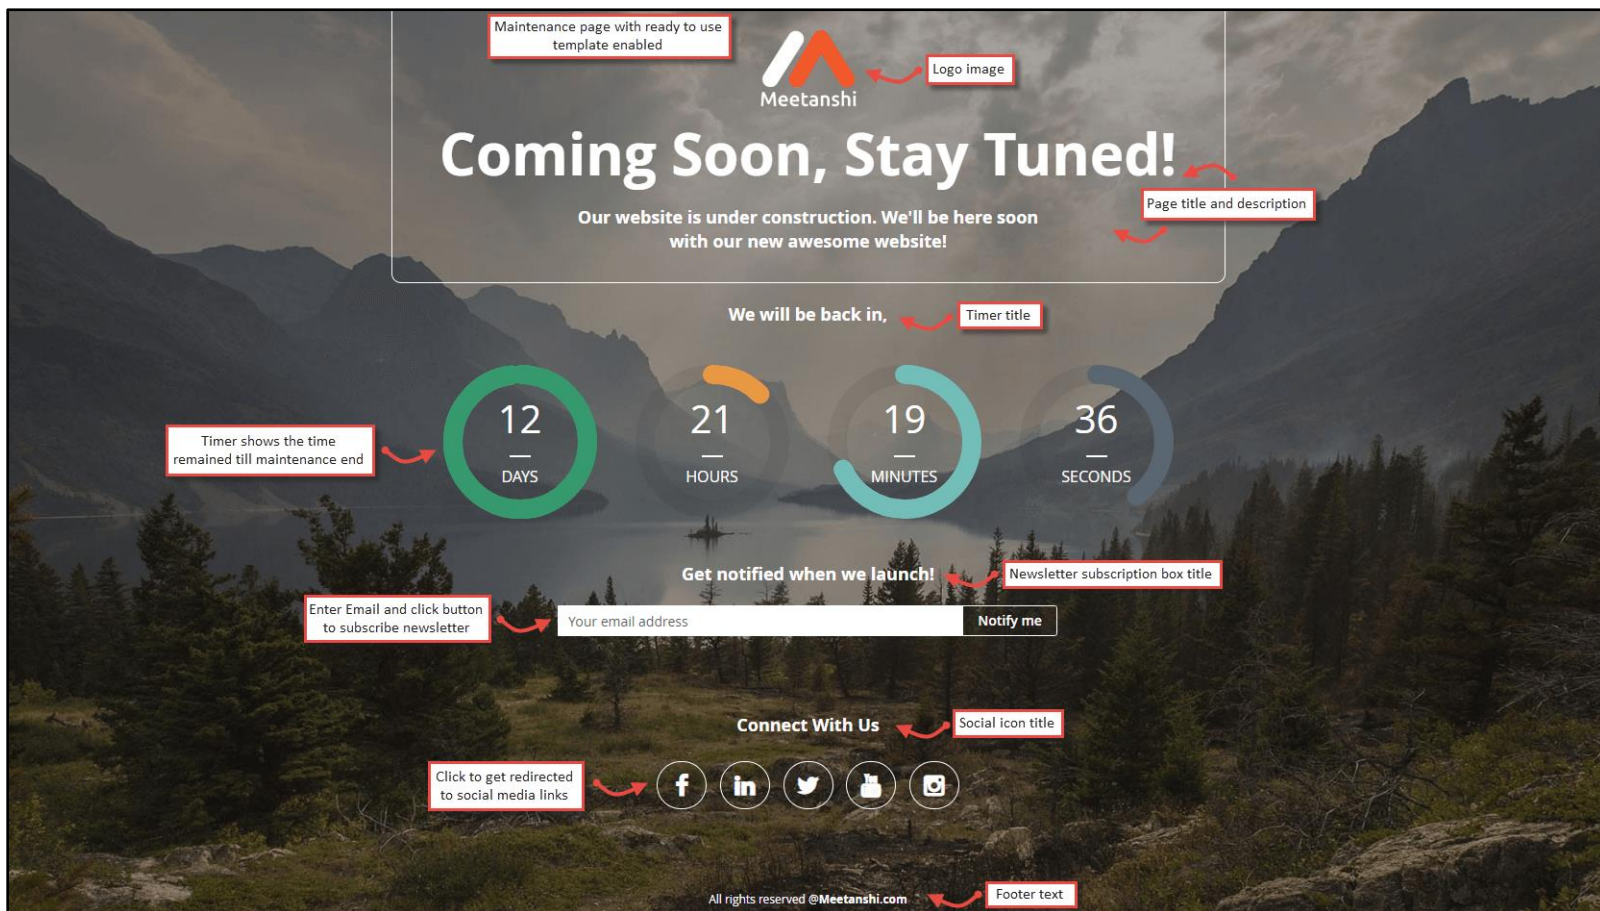 Maintenance page with ready to use
template enabled
Logo image
Meetanshi
Coming Soon, Stay Tuned!
Page title and description
Our website is under construction. We'll be here soon
with our new awesome website!
We will be back in,
Timer title
12
21
19
36
DAYS
HOURS
MINUTES
SECONDS
Timer shows the time
remained till maintenance end
Get notified when we launch!
Newsletter subscription box title
Enter Email and click button
to subscribe newsletter
Your email address
Notify me
Connect With Us
Social icon title
Click to get redirected
to social media links
f
in
All rights reserved @Meetanshi.com
Footer text